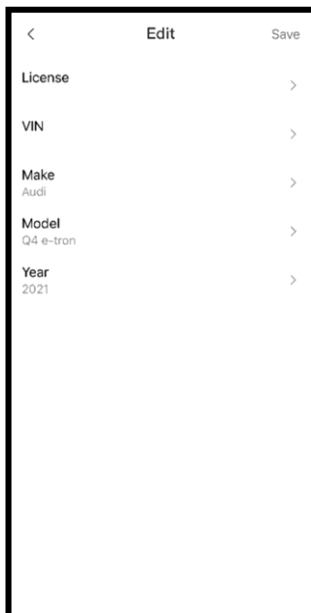 Edit
Save
License
VIN
Make
Audi
Model
Q4 e-tron
Year
2021